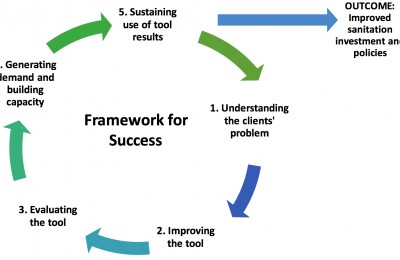 5. Sustaining
use of tool
results
OUTCOME:
Improved
sanitation
investment and
policies
. Generating
demand and
building
capacity
1. Understanding
the clients'
problem
Framework for
Success
3. Evaluating
the tool
2. Improving
the tool